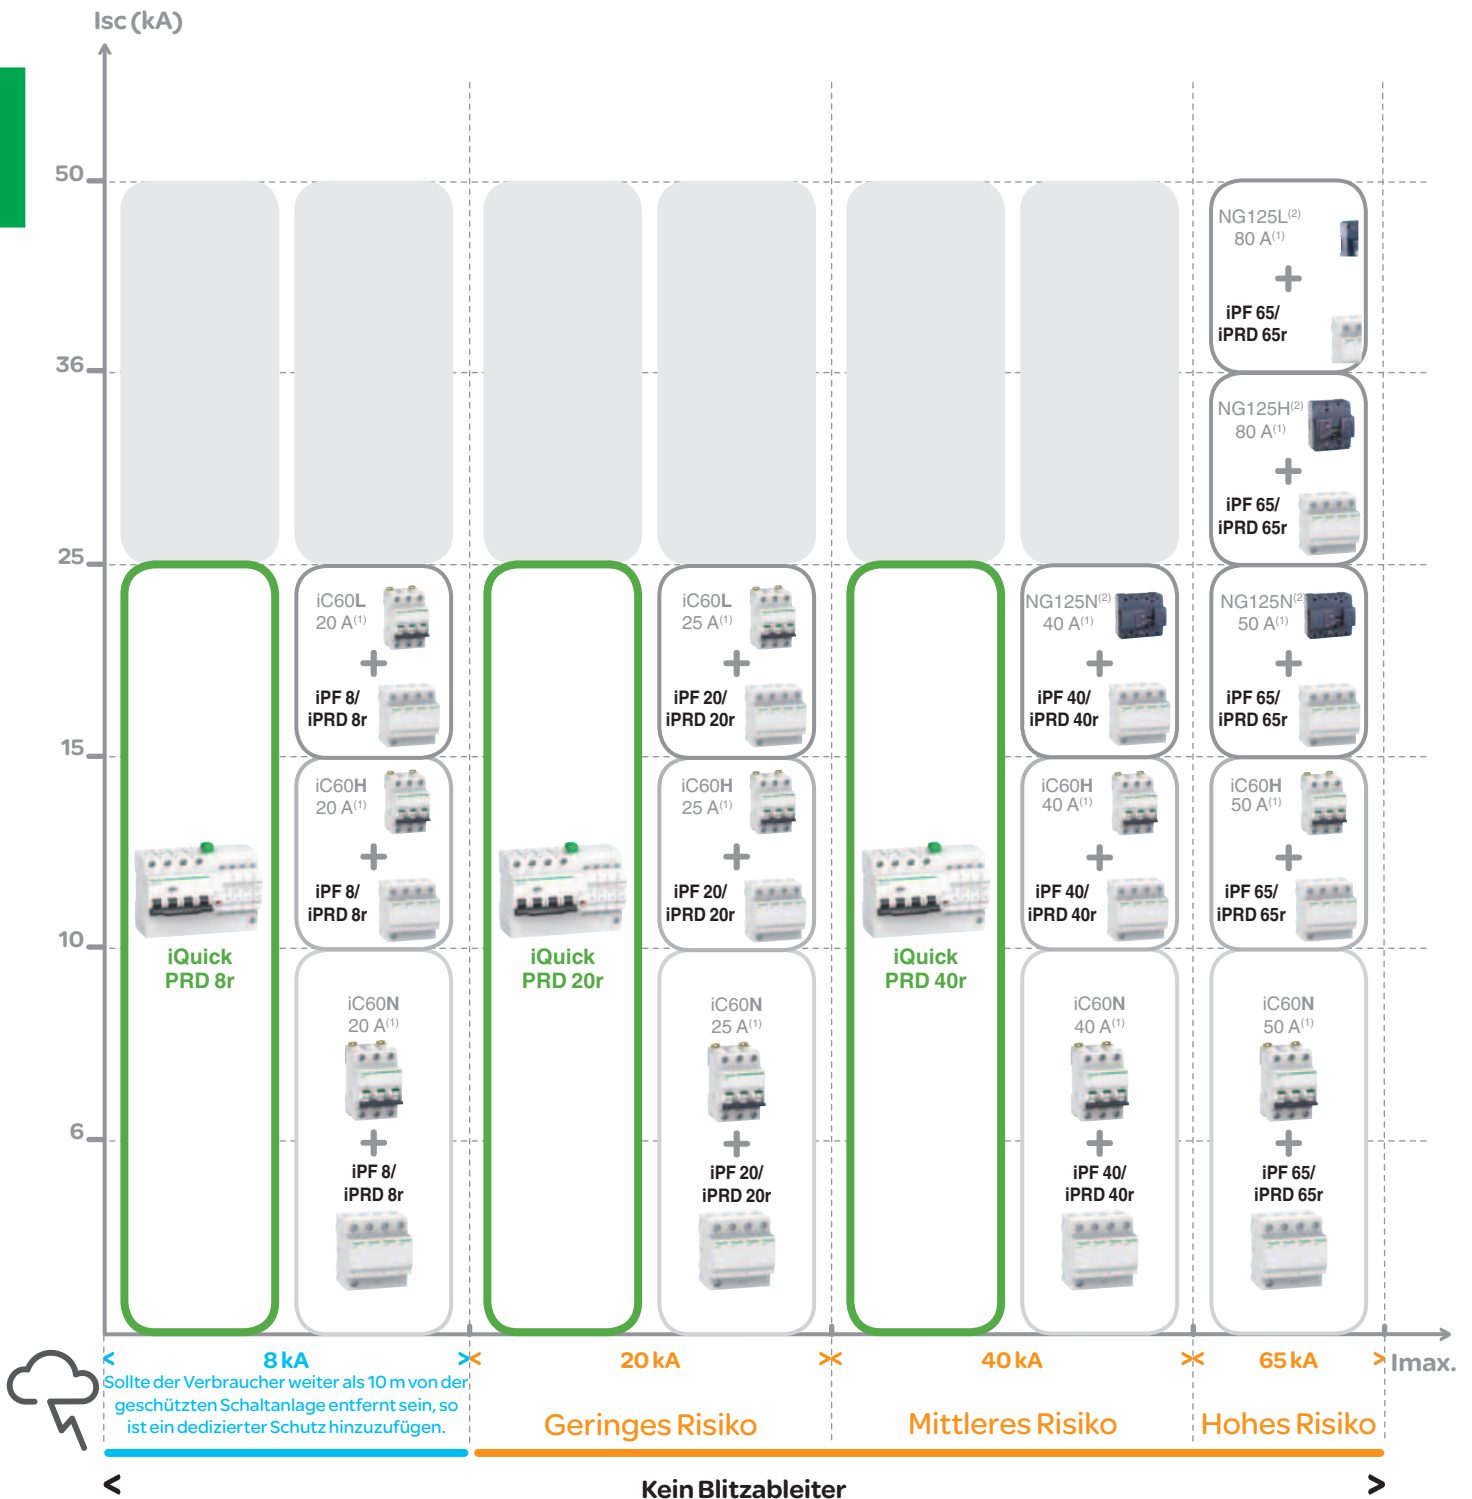 Isc (kA)
50
NG125L(2)
80 A(1)
iPF 65/
iPRD 65r
36
NG125H(2)
80 A(1)
iPF 65/
iPRD 65r
25
iC60L
20 A(1)
iPF 8/
iPRD 8r
iC60L
25 A(1)
iPF 20/
iPRD 20r
NG125N(2)
40 A(1)
iPF 40/
iPRD 40r
NG125N(2)
50 A(1)
iPF 65/
iPRD 65r
15
iC60H
20 A(1)
iPF 8/
iPRD 8r
iC60H
25 A(1)
iPF 20/
iPRD 20r
iC60H
40 A(1)
iPF 40/
iPRD 40r
iC60H
50 A(1)
iPF 65/
iPRD 65r
10
iQuick
PRD 8r
iQuick
PRD 20r
iQuick
PRD 40r
iC60N
20 A(1)
iPF 8/
iPRD 8r
iC60N
25 A(1)
iPF 20/
iPRD 20r
iC60N
40 A(1)
iPF 40/
iPRD 40r
iC60N
50 A(1)
iPF 65/
iPRD 65r
6
8 kA
20 kA
40 kA
65 kA
Imax.
Sollte der Verbraucher weiter als 10 m von der
geschützten Schaltanlage entfernt sein, so
ist ein dedizierter Schutz hinzuzufügen.
Geringes Risiko
Mittleres Risiko
Hohes Risiko
Kein Blitzableiter